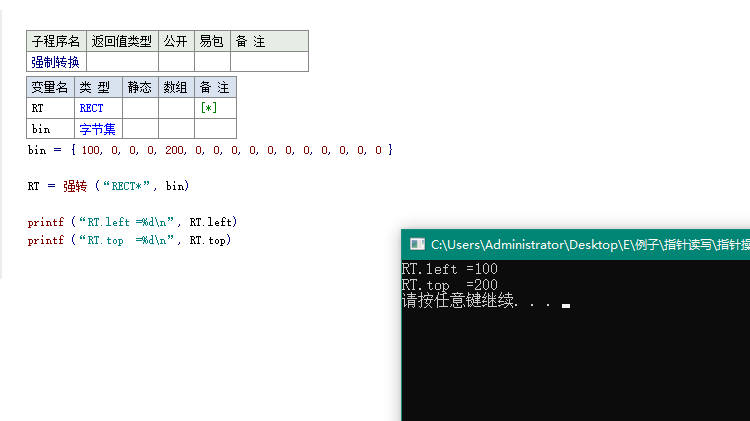 子程序名 返回值类型 公开 易包 备 注
强制转换
变量名 类 型 静态 数组 备 注
RT RECT [*]
bin 字节集
bin = { 100, 0, 0, 0, 200, 0, 0, 0, 0, 0, 0, 0, 0, 0, 0, 0 }
RT = 强转 (“RECT*”, bin)
printf (“RT.left =%d\n”, RT.left)
printf (“RT.top  =%d\n”, RT.top)
C:\Users\Administrator\Desktop\E\例子\指针读写\指针操
RT.left =100
RT.top  =200
请按任意键继续. . .